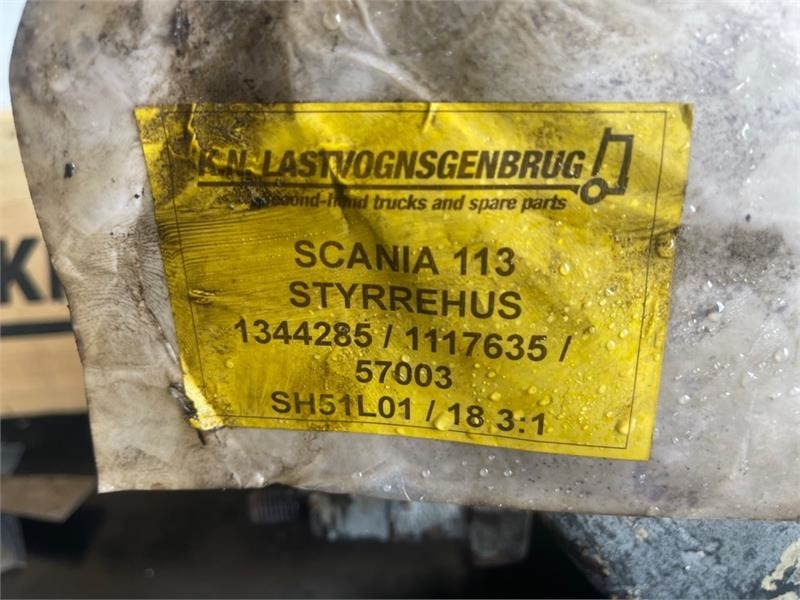 K.N. LASTVOGNSGENBRUG
second-hand trucks and spare parts
SCANIA 113
STYRREHUS
1344285 / 1117635 /
57003
SH51L01 / 18 3:1